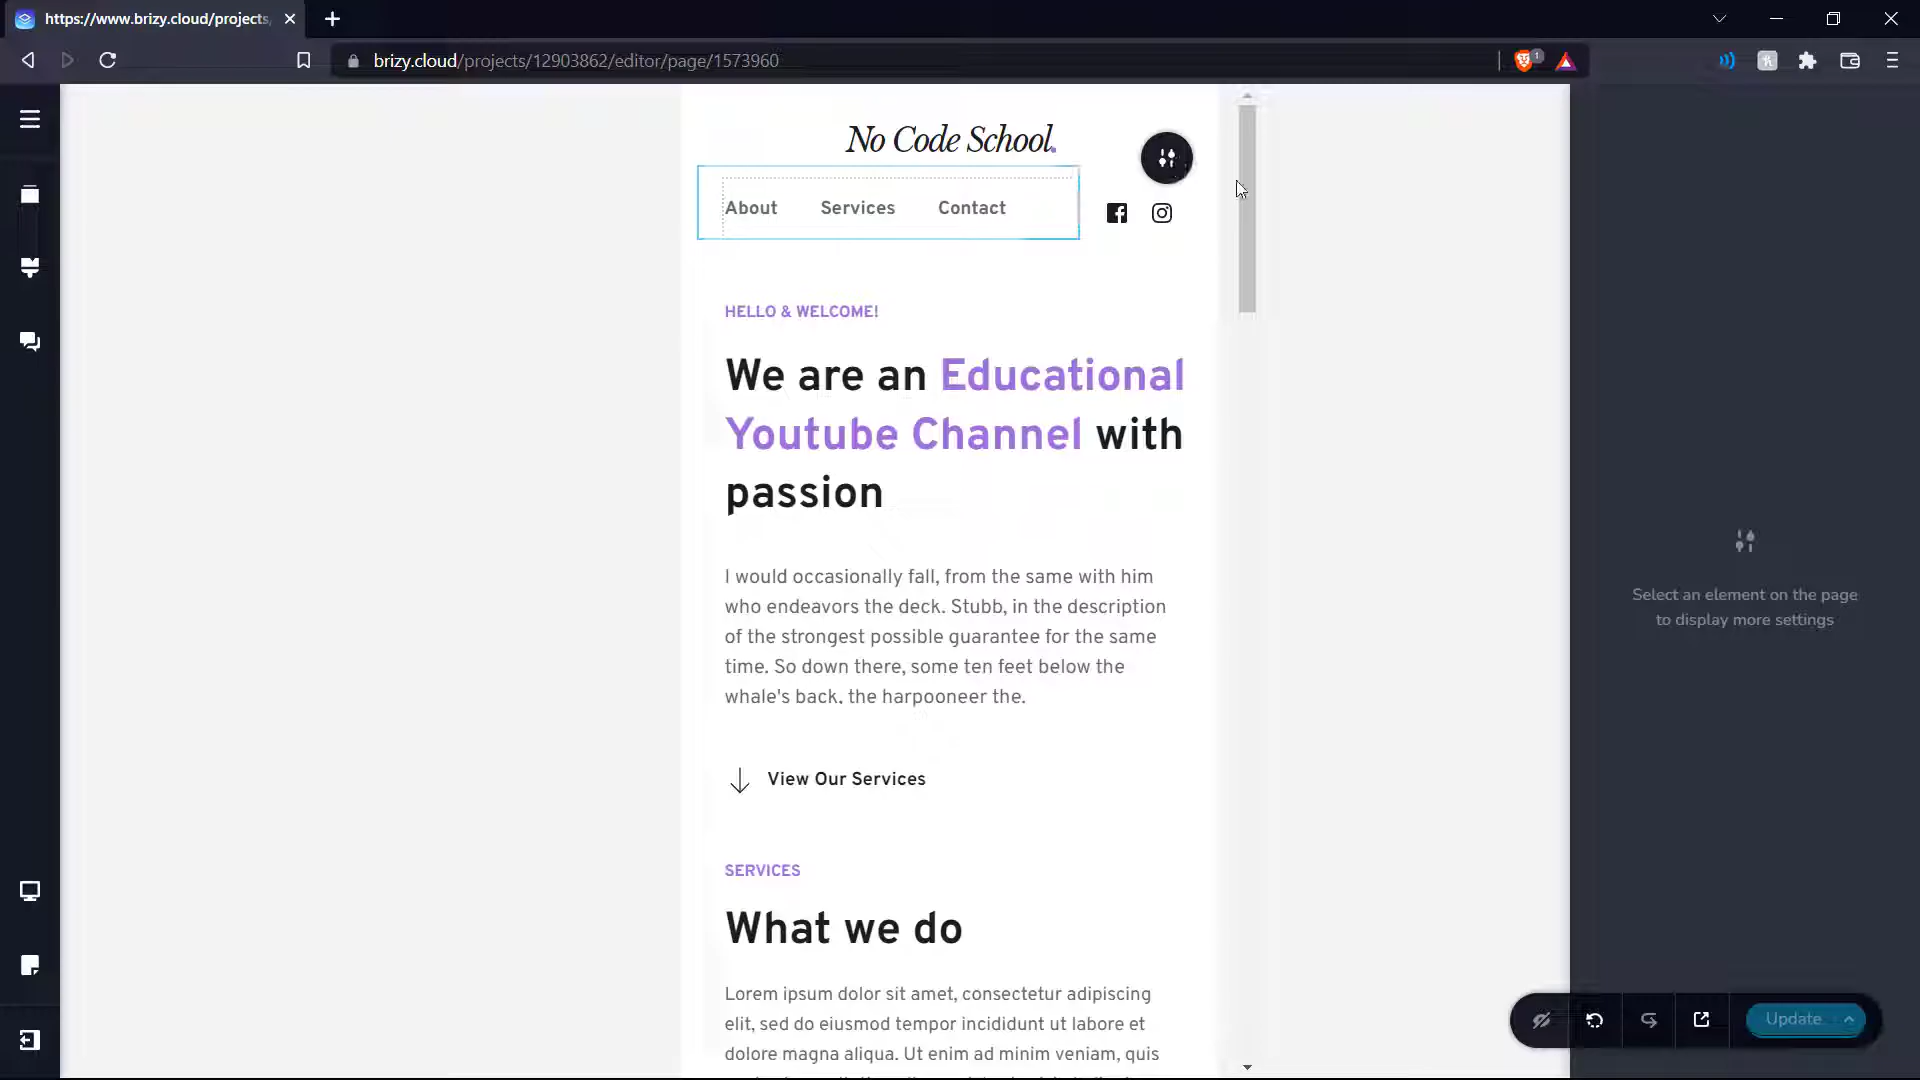 https://www.brizy.cloud/projects
brizy.cloud/projects/12903862/editor/page/1573960
1
No Code School.
About Services Contact
HELLO & WELCOME!
We are an Educational
Youtube Channel with
passion
I would occasionally fall, from the same with him
who endeavors the deck. Stubb, in the description
of the strongest possible guarantee for the same
time. So down there, some ten feet below the
whale's back, the harpooneer the.
View Our Services
SERVICES
What we do
Lorem ipsum dolor sit amet, consectetur adipiscing
elit, sed do eiusmod tempor incididunt ut labore et
dolore magna aliqua. Ut enim ad minim veniam, quis
Select an element on the page
to display more settings
Update